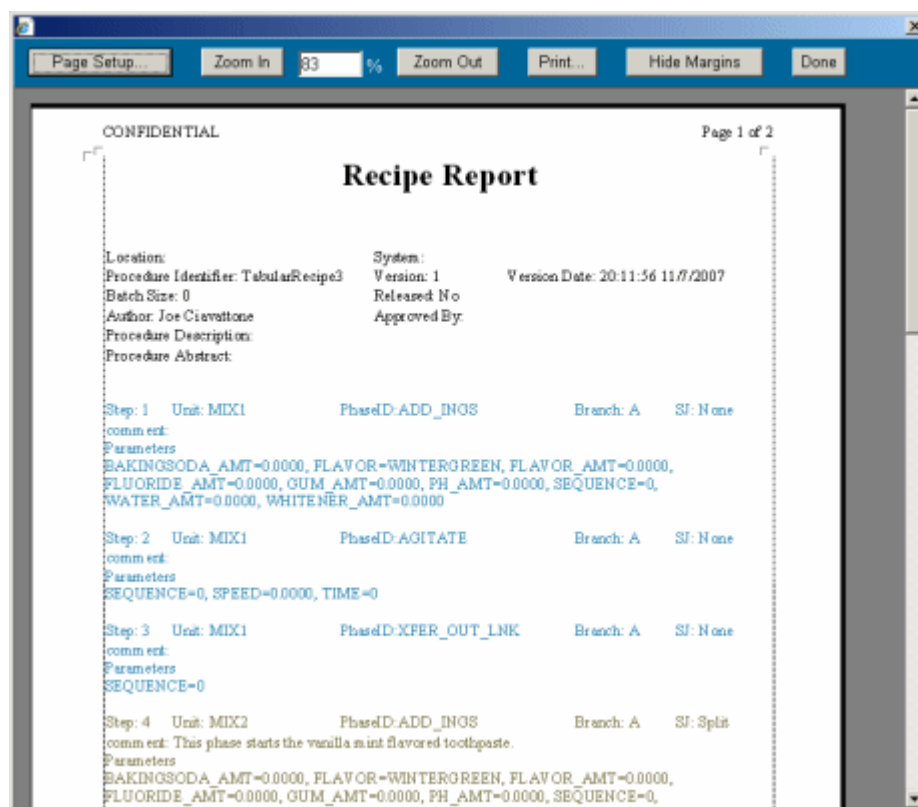 Page Setup... Zoom In 83 % Zoom Out Print... Hide Margins Done
CONFIDENTIAL Page 1 of 2
Recipe Report
Location: System:
Procedure Identifier: TabularRecipe3 Version: 1 Version Date: 20:11:56 11/7/2007
Batch Size: 0 Released: No
Author: Joe Ciavattone Approved By:
Procedure Description:
Procedure Abstract:
Step: 1 Unit: MIX1 PhaseID:ADD_INGS Branch: A SJ: None
comment:
Parameters
BAKINGSODA_AMT=0.0000, FLAVOR=WINTERGREEN, FLAVOR_AMT=0.0000,
FLUORIDE_AMT=0.0000, GUM_AMT=0.0000, PH_AMT=0.0000, SEQUENCE=0,
WATER_AMT=0.0000, WHITENER_AMT=0.0000
Step: 2 Unit: MIX1 PhaseID:AGITATE Branch: A SJ: None
comment:
Parameters
SEQUENCE=0, SPEED=0.0000, TIME=0
Step: 3 Unit: MIX1 PhaseID:XFER_OUT_LNK Branch: A SJ: None
comment:
Parameters
SEQUENCE=0
Step: 4 Unit: MIX2 PhaseID:ADD_INGS Branch: A SJ: Split
comment: This phase starts the vanilla mint flavored toothpaste.
Parameters
BAKINGSODA_AMT=0.0000, FLAVOR=WINTERGREEN, FLAVOR_AMT=0.0000,
FLUORIDE_AMT=0.0000, GUM_AMT=0.0000, PH_AMT=0.0000, SEQUENCE=0,